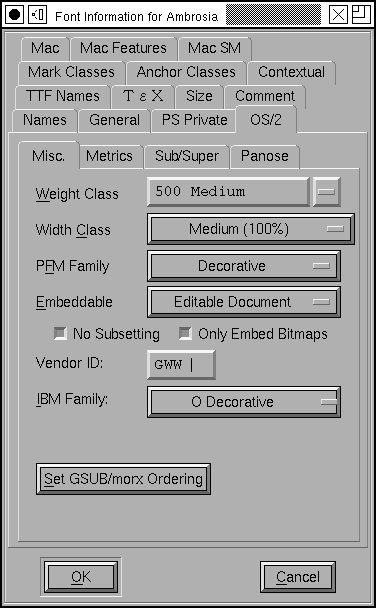 Font Information for Ambrosia
Mac Mac Features Mac SM
Mark Classes Anchor Classes Contextual
TTF Names Τ ε Χ Size Comment
Names General PS Private OS/2
Misc. Metrics Sub/Super Panose
Weight Class 500 Medium
Width Class Medium (100%)
PFM Family Decorative
Embeddable Editable Document
No Subsetting Only Embed Bitmaps
Vendor ID: GWW
IBM Family: O Decorative
Set GSUB/morx Ordering
OK Cancel